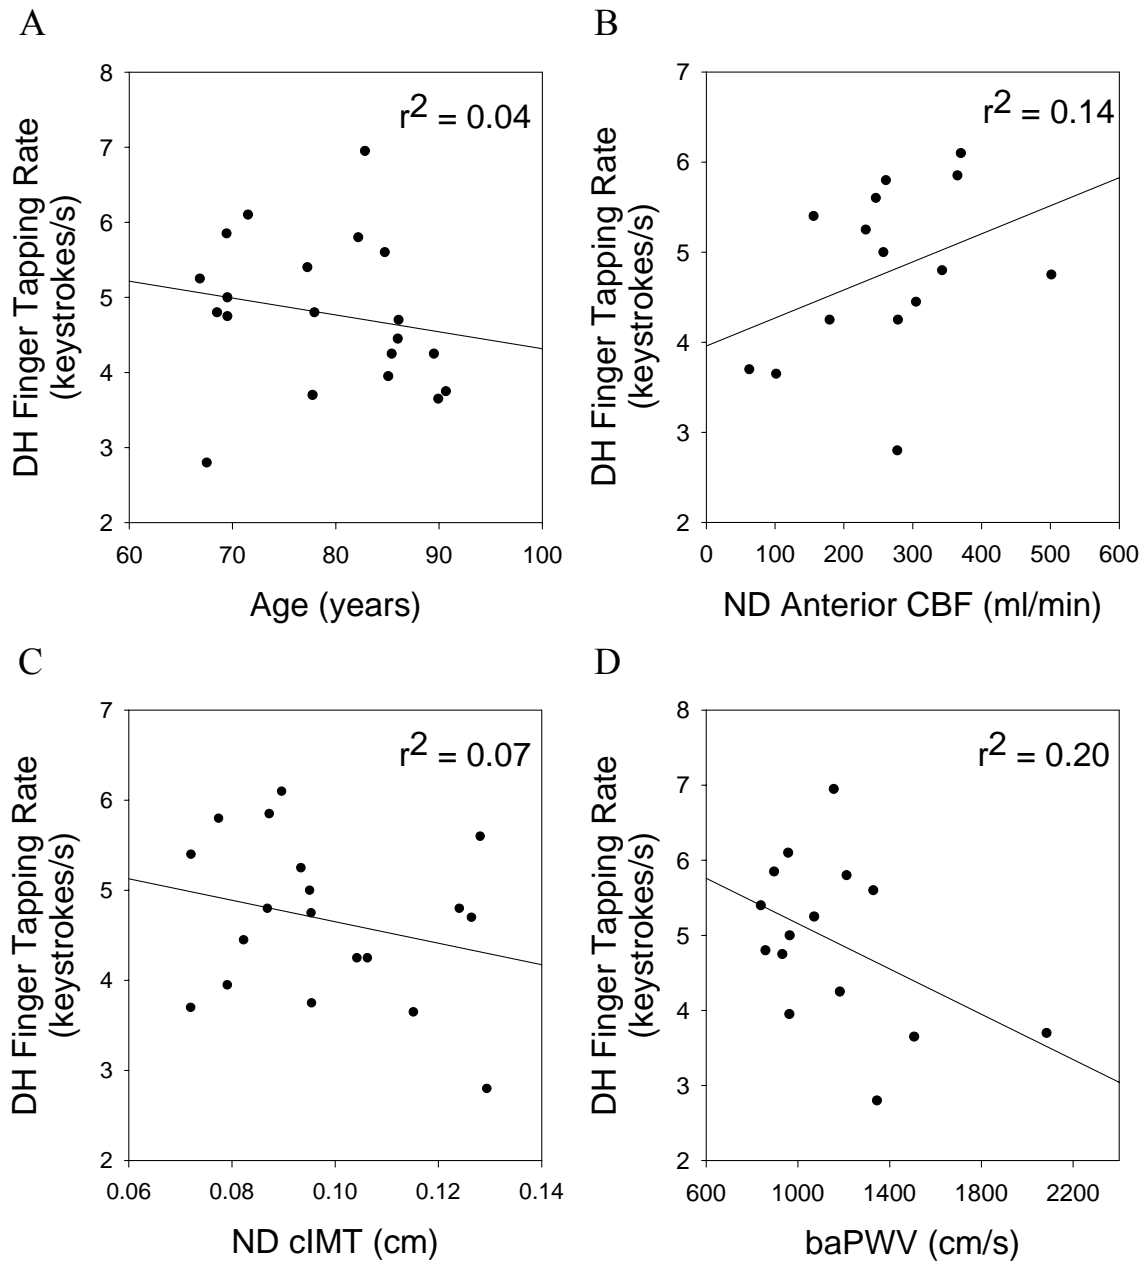 A
DH Finger Tapping Rate
(keystrokes/s)
8
7
6
5
4
3
2
r2 = 0.04
60 70 80 90 100
Age (years)
B
DH Finger Tapping Rate
(keystrokes/s)
7
6
5
4
3
2
r2 = 0.14
0 100 200 300 400 500 600
ND Anterior CBF (ml/min)
C
DH Finger Tapping Rate
(keystrokes/s)
7
6
5
4
3
2
r2 = 0.07
0.06 0.08 0.10 0.12 0.14
ND cIMT (cm)
D
DH Finger Tapping Rate
(keystrokes/s)
8
7
6
5
4
3
2
r2 = 0.20
600 1000 1400 1800 2200
baPWV (cm/s)